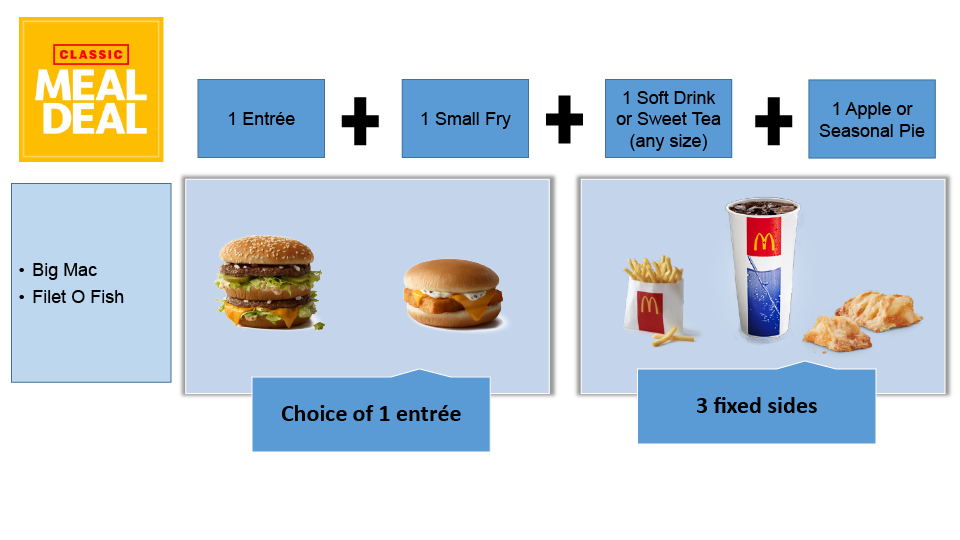 CLASSIC
MEAL
DEAL
1 Entrée
1 Small Fry
1 Soft Drink
or Sweet Tea
(any size)
1 Apple or
Seasonal Pie
• Big Mac
• Filet O Fish
Choice of 1 entrée
3 fixed sides